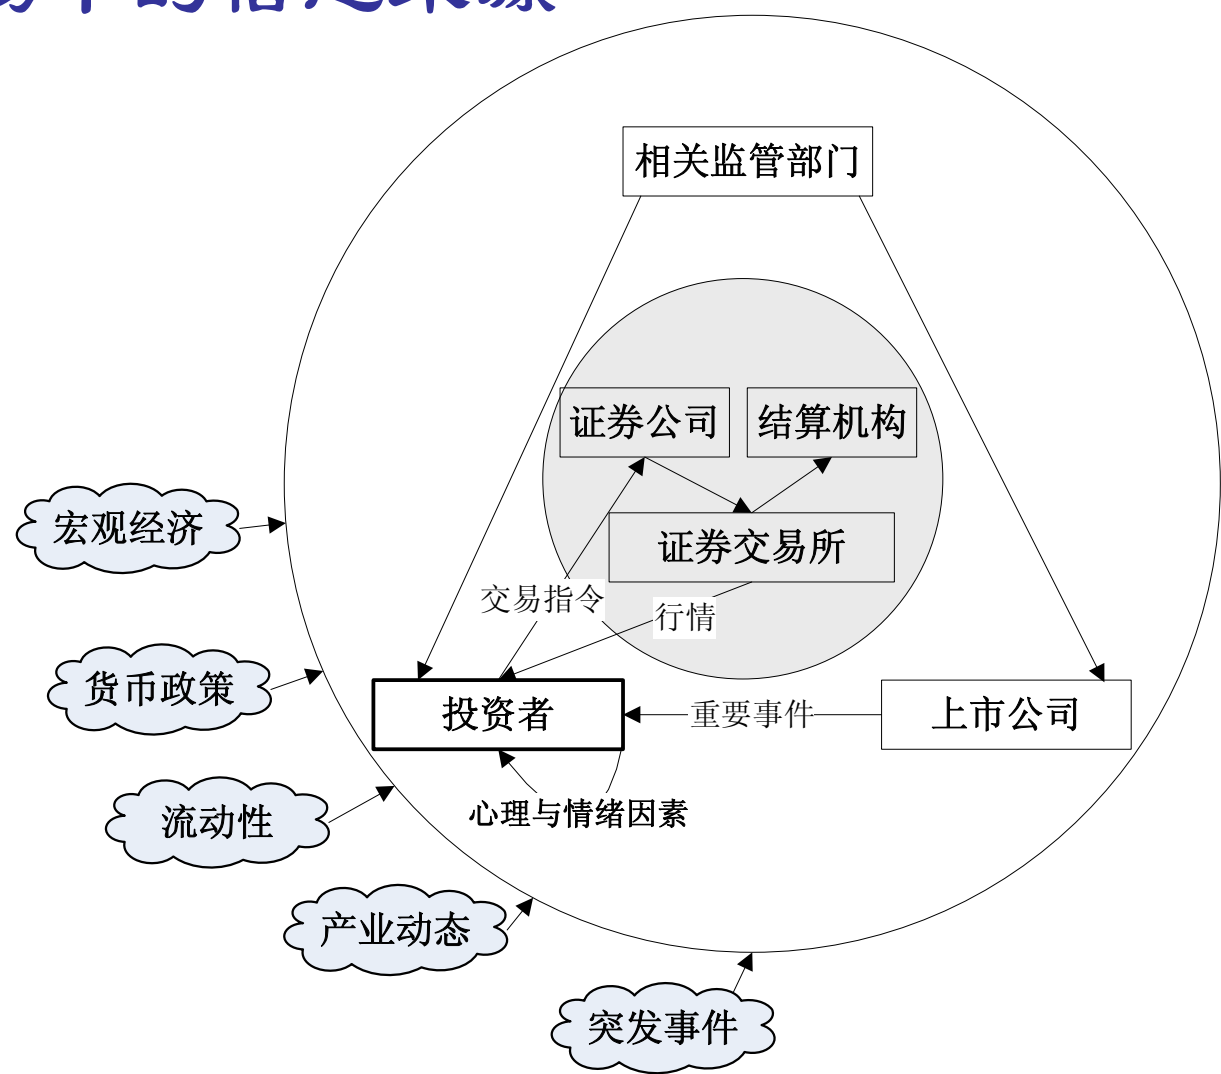 相关监管部门
证券公司
结算机构
证券交易所
宏观经济
交易指令
行情
货币政策
投资者
重要事件
上市公司
心理与情绪因素
流动性
产业动态
突发事件